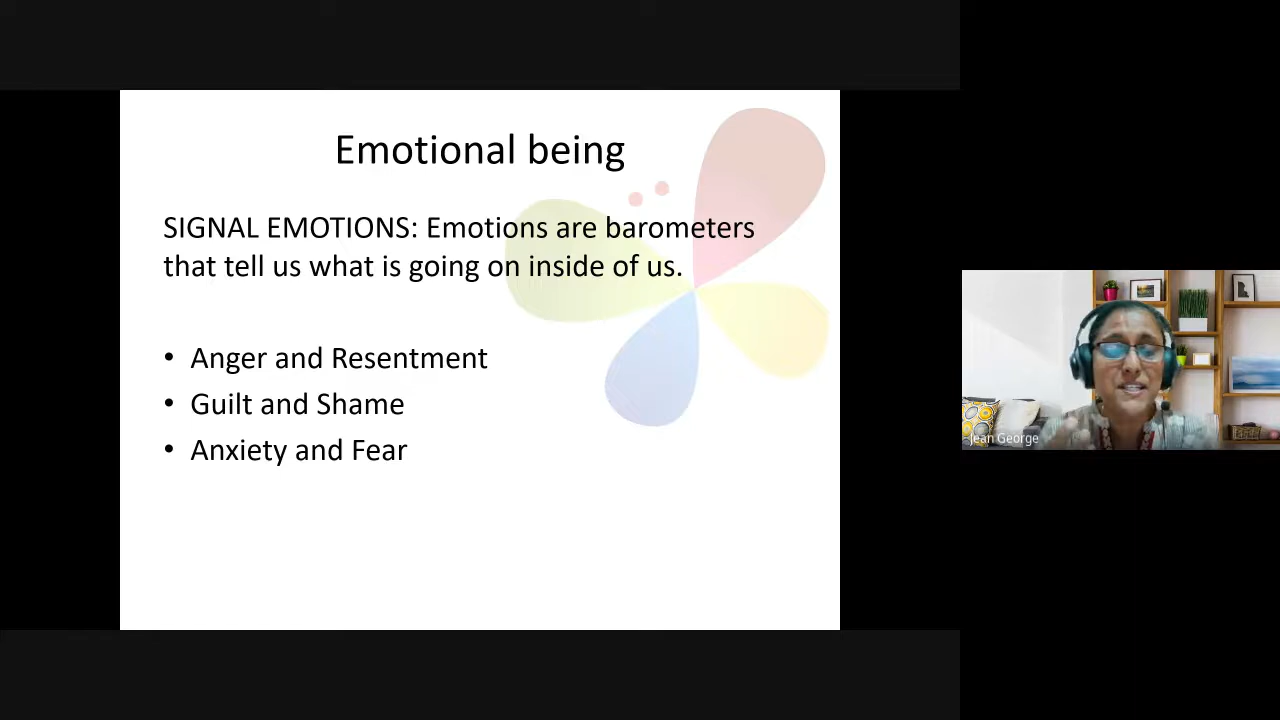 Emotional being
SIGNAL EMOTIONS: Emotions are barometers
that tell us what is going on inside of us.
• Anger and Resentment
• Guilt and Shame
• Anxiety and Fear
Jean George